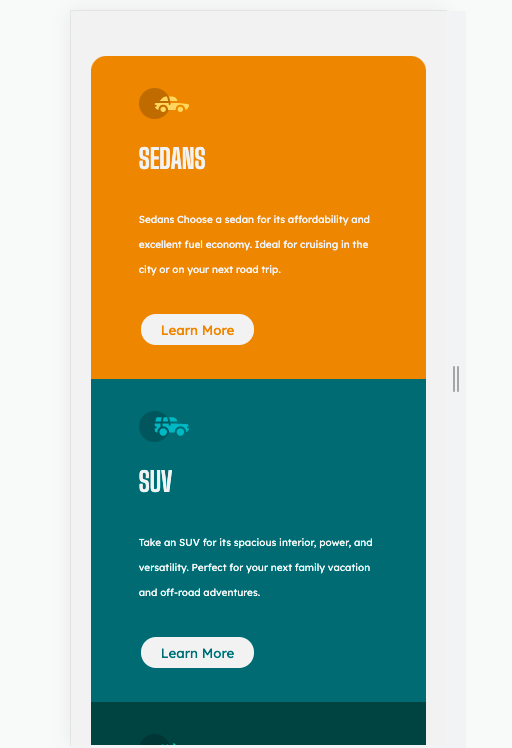 SEDANS
Sedans Choose a sedan for its affordability and
excellent fuel economy. Ideal for cruising in the
city or on your next road trip.
Learn More
SUV
Take an SUV for its spacious interior, power, and
versatility. Perfect for your next family vacation
and off-road adventures.
Learn More